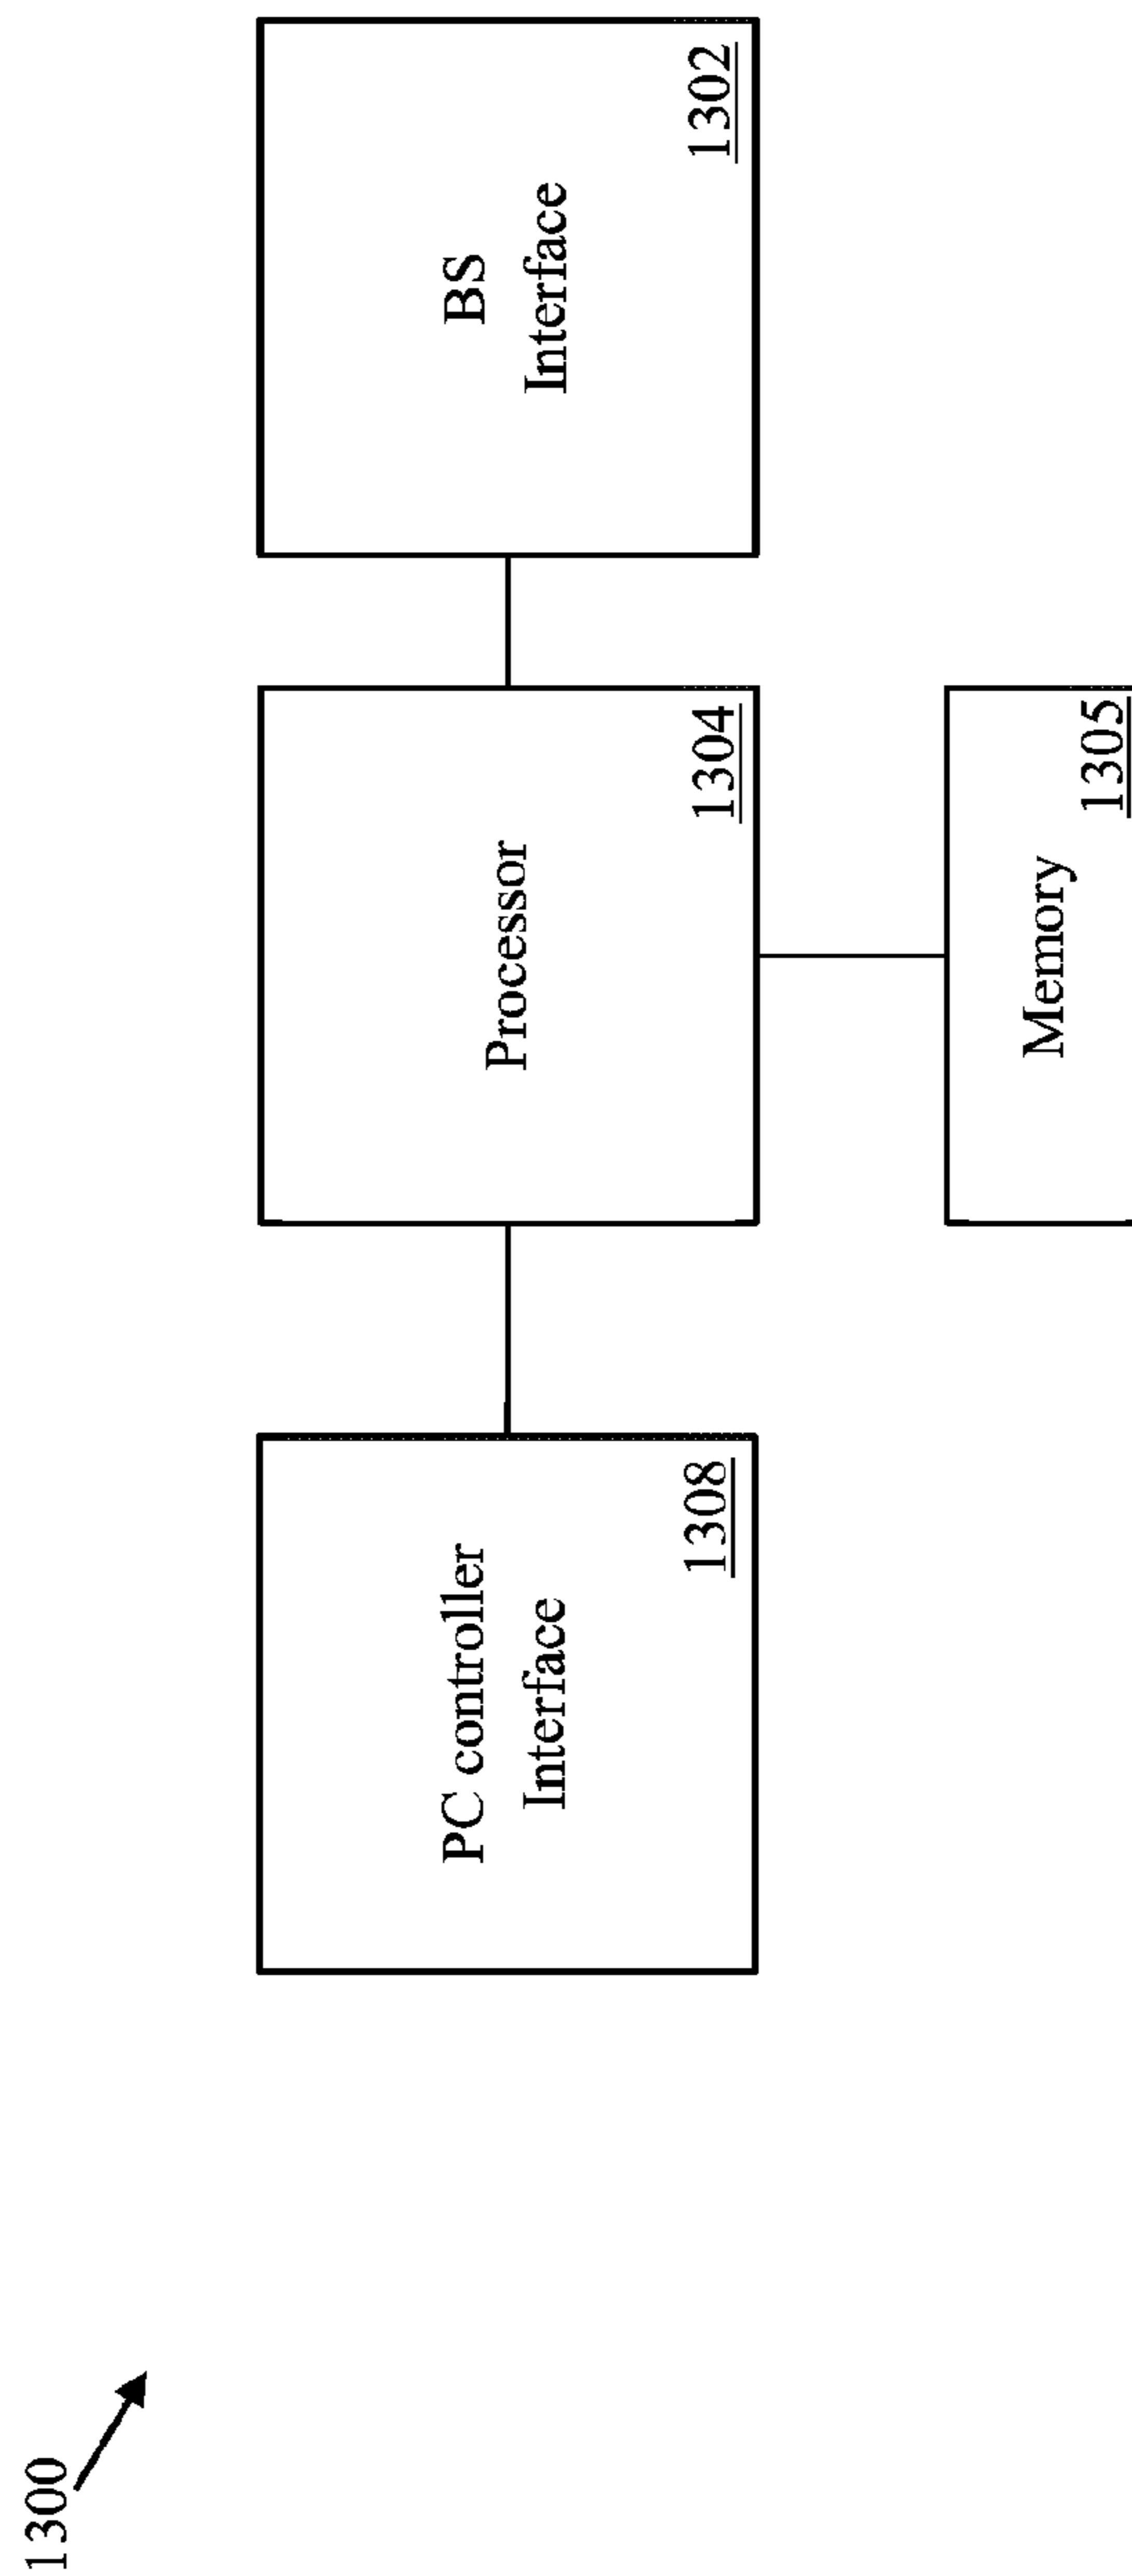 1300
PC controller
Interface
1308
Processor
1304
BS
Interface
1302
Memory
1305